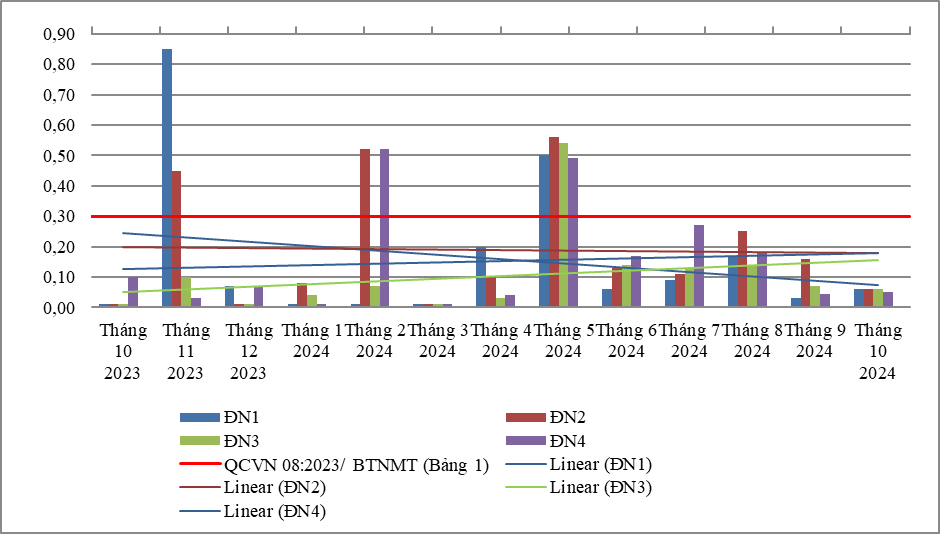 0,90
0,80
0,70
0,60
0,50
0,40
0,30
0,20
0,10
0,00
Tháng 10 2023
Tháng 11 2023
Tháng 12 2023
Tháng 1 2024
Tháng 2 2024
Tháng 3 2024
Tháng 4 2024
Tháng 5 2024
Tháng 6 2024
Tháng 7 2024
Tháng 8 2024
Tháng 9 2024
Tháng 10 2024
ĐN1
ĐN2
ĐN3
ĐN4
QCVN 08:2023/ BTNMT (Bảng 1)
Linear (ĐN1)
Linear (ĐN2)
Linear (ĐN3)
Linear (ĐN4)